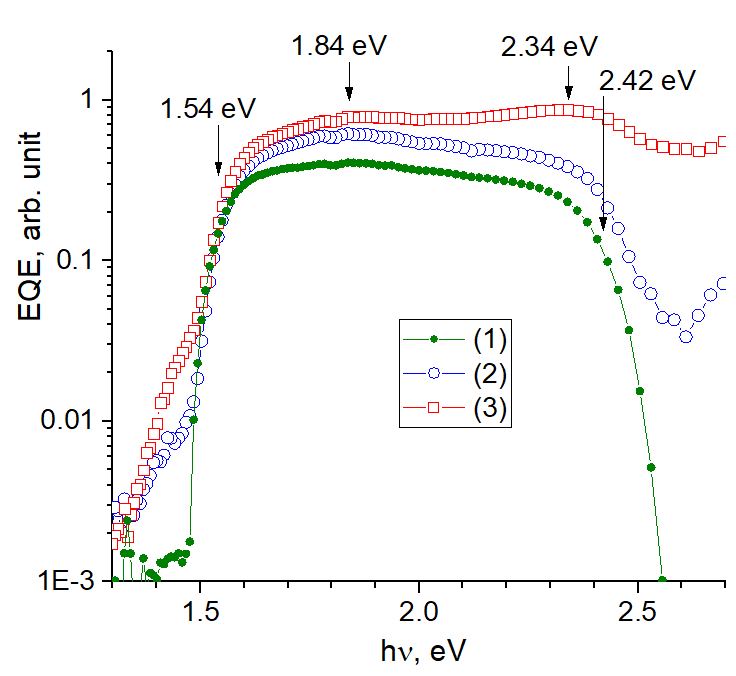 1.84 eV
2.34 eV
2.42 eV
1.54 eV
1
0.1
0.01
1E-3
EQE, arb. unit
(1)
(2)
(3)
1.5
2.0
2.5
hν, eV